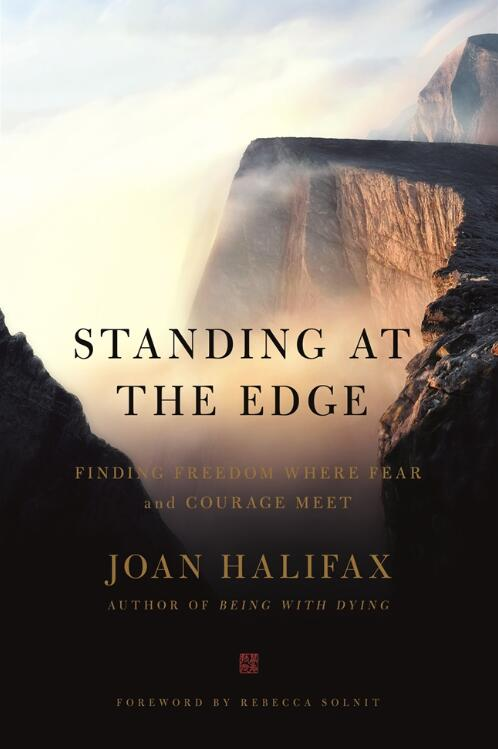 STANDING AT
THE EDGE
FINDING FREEDOM WHERE FEAR
and COURAGE MEET
JOAN HALIFAX
AUTHOR OF BEING WITH DYING
FOREWORD BY REBECCA SOLNIT